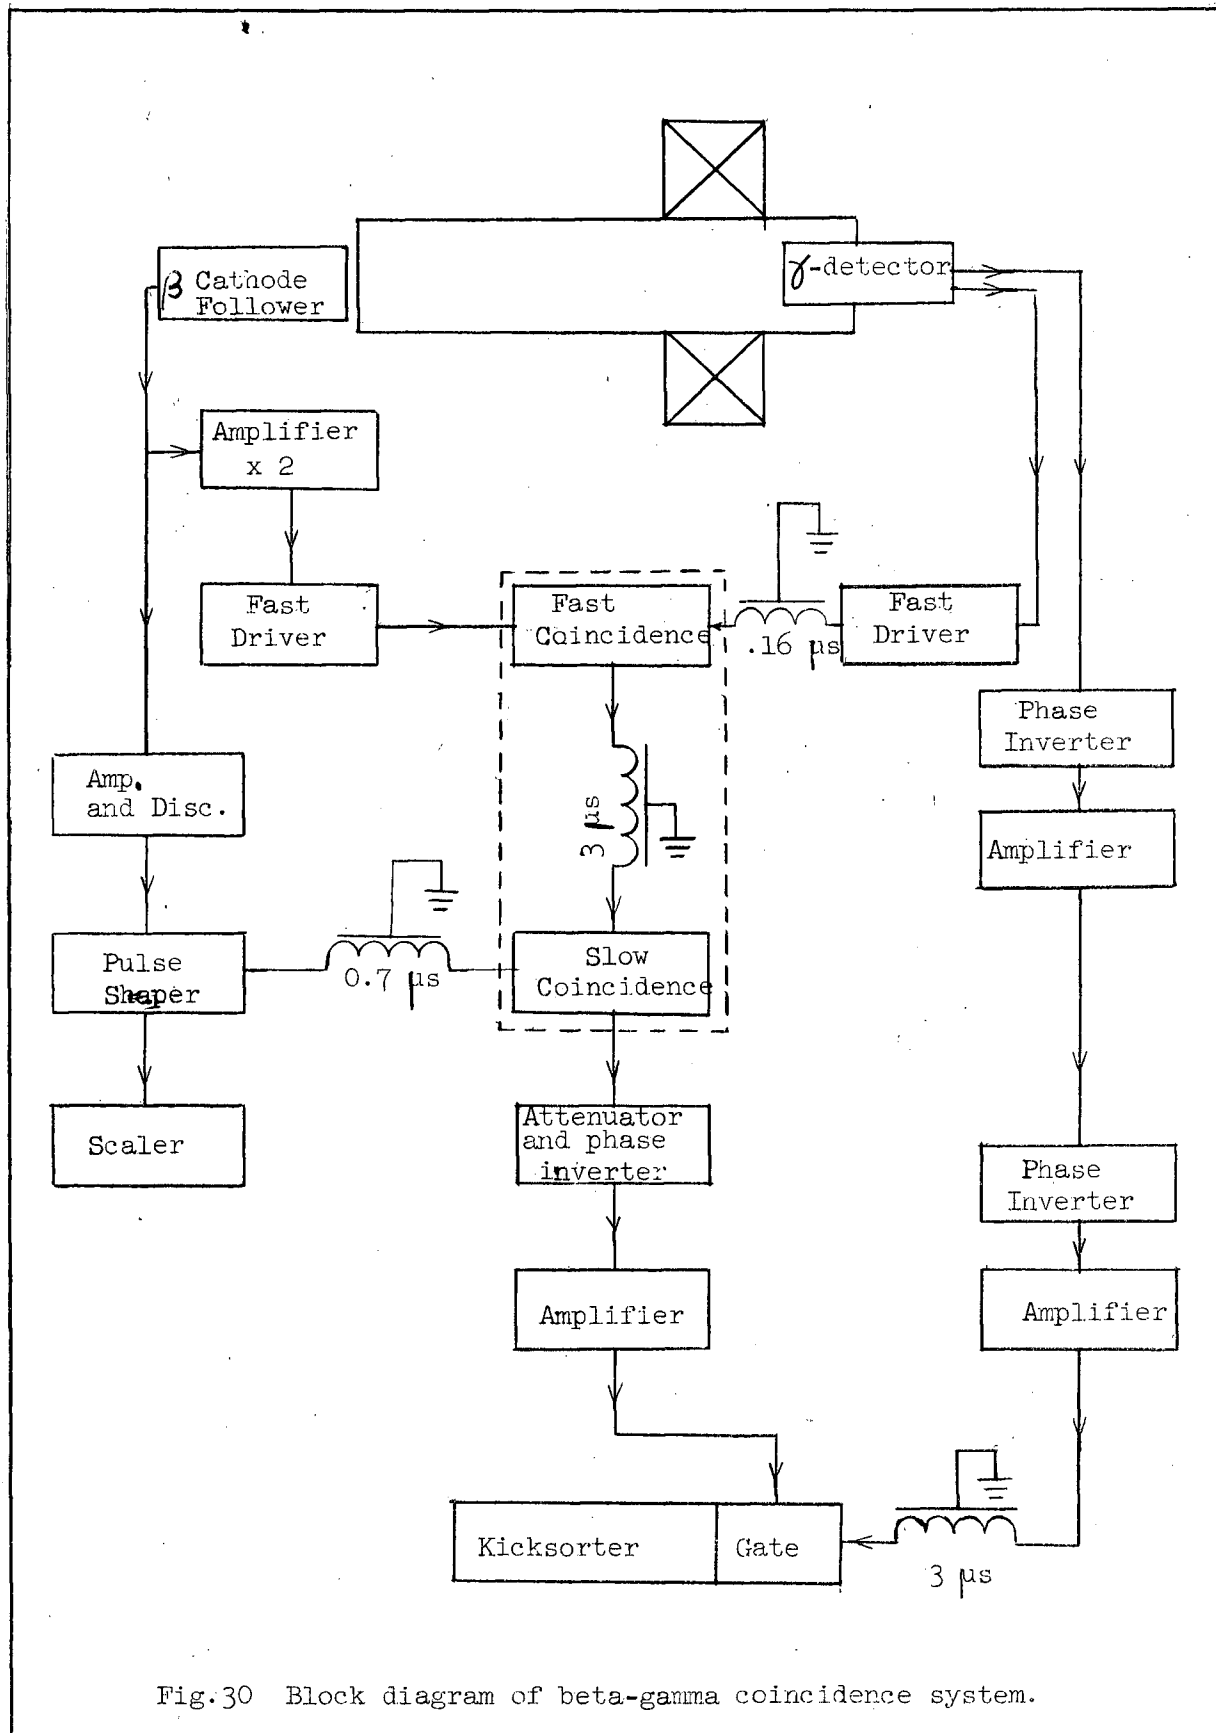 β Cathode
Follower
γ-detector
Amplifier
x 2
Fast
Driver
Fast
Coincidence
.16 µs
Fast
Driver
Phase
Inverter
3 µs
Amp.
and Disc.
Amplifier
Pulse
Shaper
0.7 µs
Slow
Coincidence
Scaler
Attenuator
and phase
inverter
Phase
Inverter
Amplifier
Amplifier
Kicksorter
Gate
3 µs
Fig.30 Block diagram of beta-gamma coincidence system.